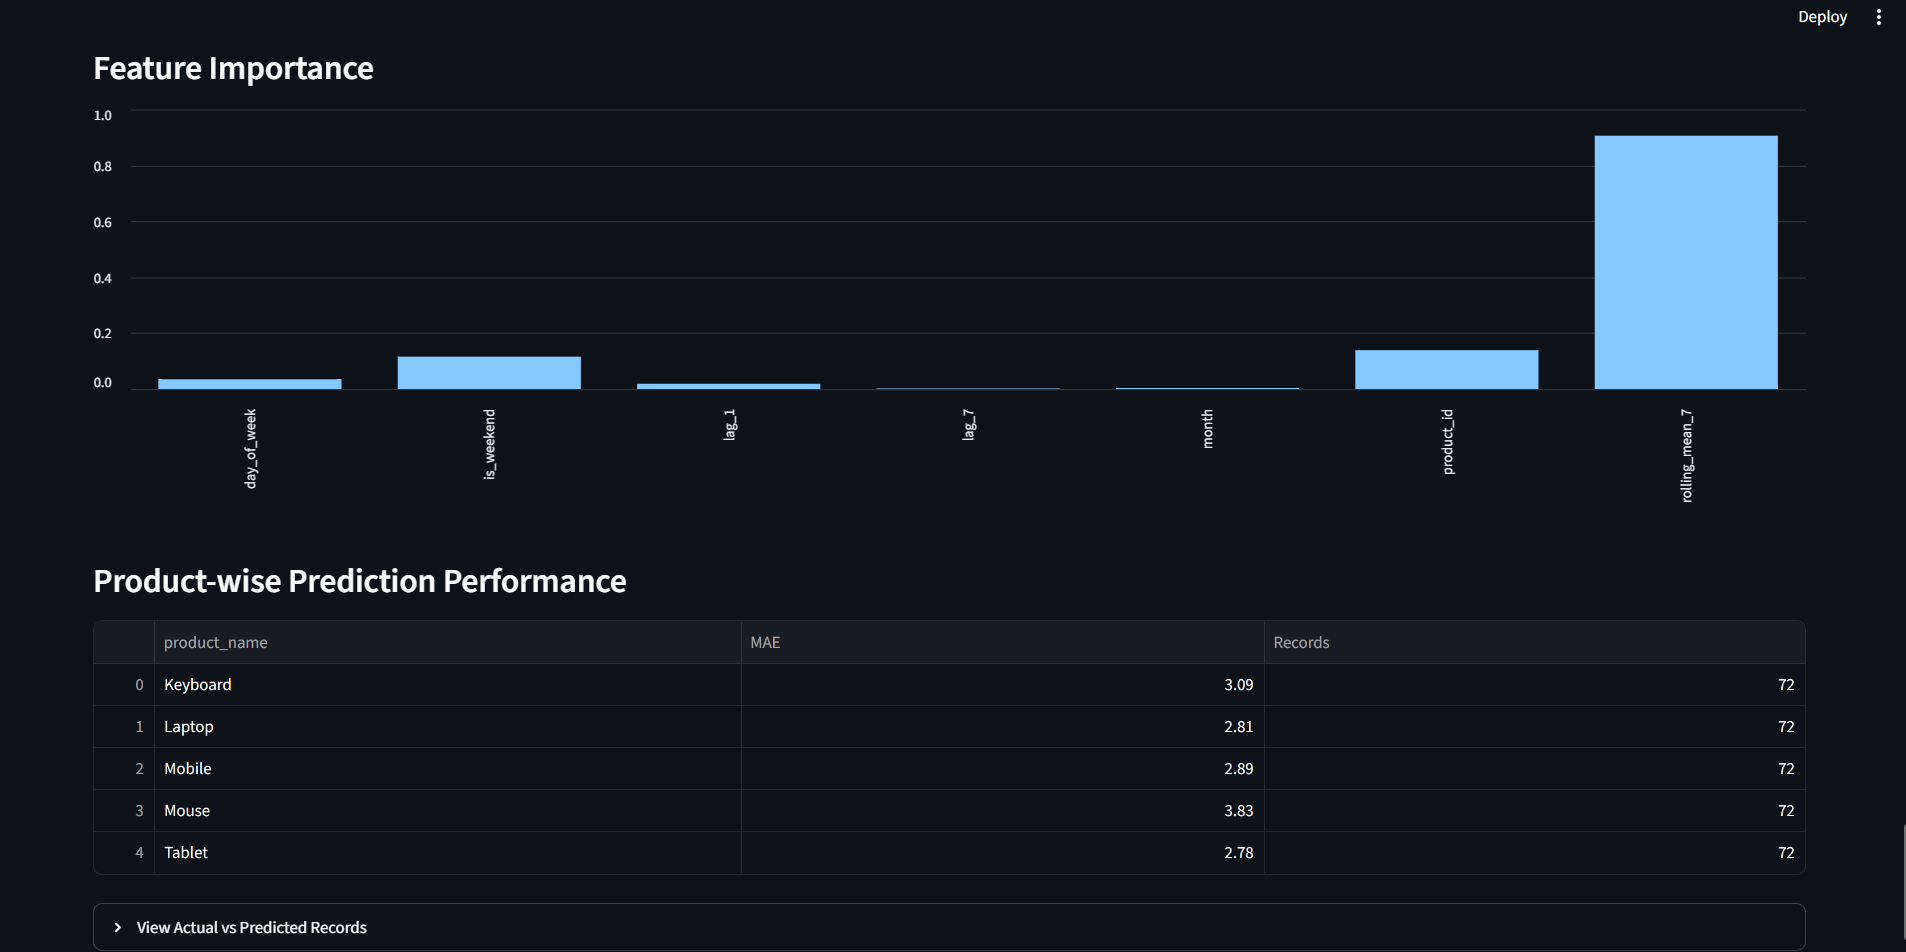 Deploy
Feature Importance
1.0
0.8
0.6
0.4
0.2
0.0
day_of_week
is_weekend
lag_1
lag_7
month
product_id
rolling_mean_7
Product-wise Prediction Performance
product_name MAE Records
0 Keyboard 3.09 72
1 Laptop 2.81 72
2 Mobile 2.89 72
3 Mouse 3.83 72
4 Tablet 2.78 72
View Actual vs Predicted Records